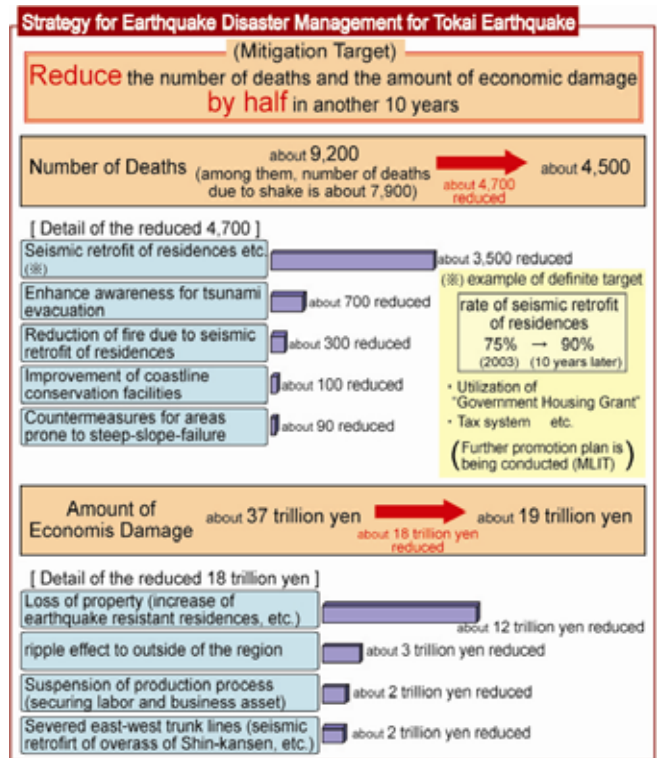 Strategy for Earthquake Disaster Management for Tokai Earthquake
(Mitigation Target)
Reduce the number of deaths and the amount of economic damage
by half in another 10 years
Number of Deaths
about 9,200
(among them, number of deaths
due to shake is about 7,900)
about 4,700
reduced
about 4,500
[ Detail of the reduced 4,700 ]
Seismic retrofit of residences etc.
(※)
about 3,500 reduced
Enhance awareness for tsunami
evacuation
about 700 reduced
Reduction of fire due to seismic
retrofit of residences
about 300 reduced
Improvement of coastline
conservation facilities
about 100 reduced
Countermeasures for areas
prone to steep-slope-failure
about 90 reduced
(※) example of definite target
rate of seismic retrofit
of residences
75% → 90%
(2003) (10 years later)
・Utilization of
"Government Housing Grant"
・Tax system etc.
(Further promotion plan is
being conducted (MLIT))
Amount of
Economis Damage
about 37 trillion yen
about 18 trillion yen
reduced
about 19 trillion yen
[ Detail of the reduced 18 trillion yen ]
Loss of property (increase of
earthquake resistant residences, etc.)
about 12 trillion yen reduced
ripple effect to outside of the region
about 3 trillion yen reduced
Suspension of production process
(securing labor and business asset)
about 2 trillion yen reduced
Severed east-west trunk lines (seismic
retrofirt of overass of Shin-kansen, etc.)
about 2 trillion yen reduced